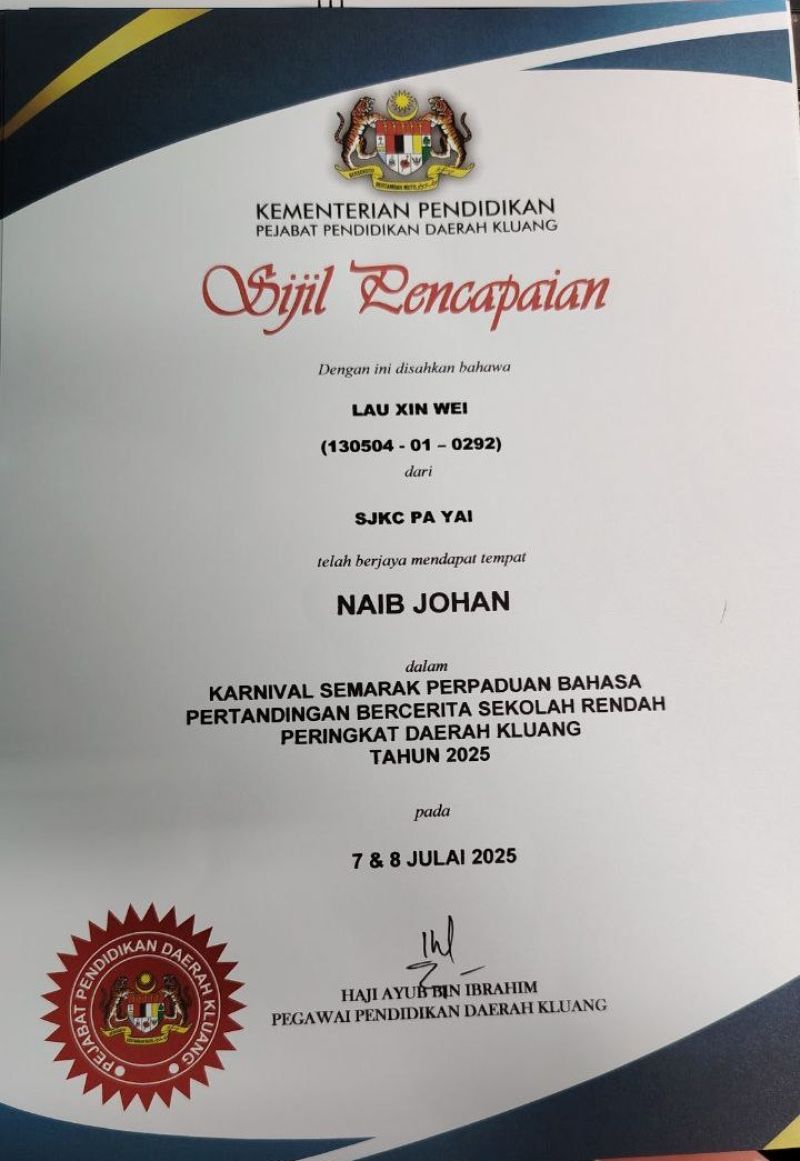 KEMENTERIAN PENDIDIKAN
PEJABAT PENDIDIKAN DAERAH KLUANG
Sijil Pencapaian
Dengan ini disahkan bahawa
LAU XIN WEI
(130504 - 01 – 0292)
dari
SJKC PA YAI
telah berjaya mendapat tempat
NAIB JOHAN
dalam
KARNIVAL SEMARAK PERPADUAN BAHASA
PERTANDINGAN BERCERITA SEKOLAH RENDAH
PERINGKAT DAERAH KLUANG
TAHUN 2025
pada
7 & 8 JULAI 2025
HAJI AYUB BIN IBRAHIM
PEGAWAI PENDIDIKAN DAERAH KLUANG
PEJABAT PENDIDIKAN DAERAH KLUANG